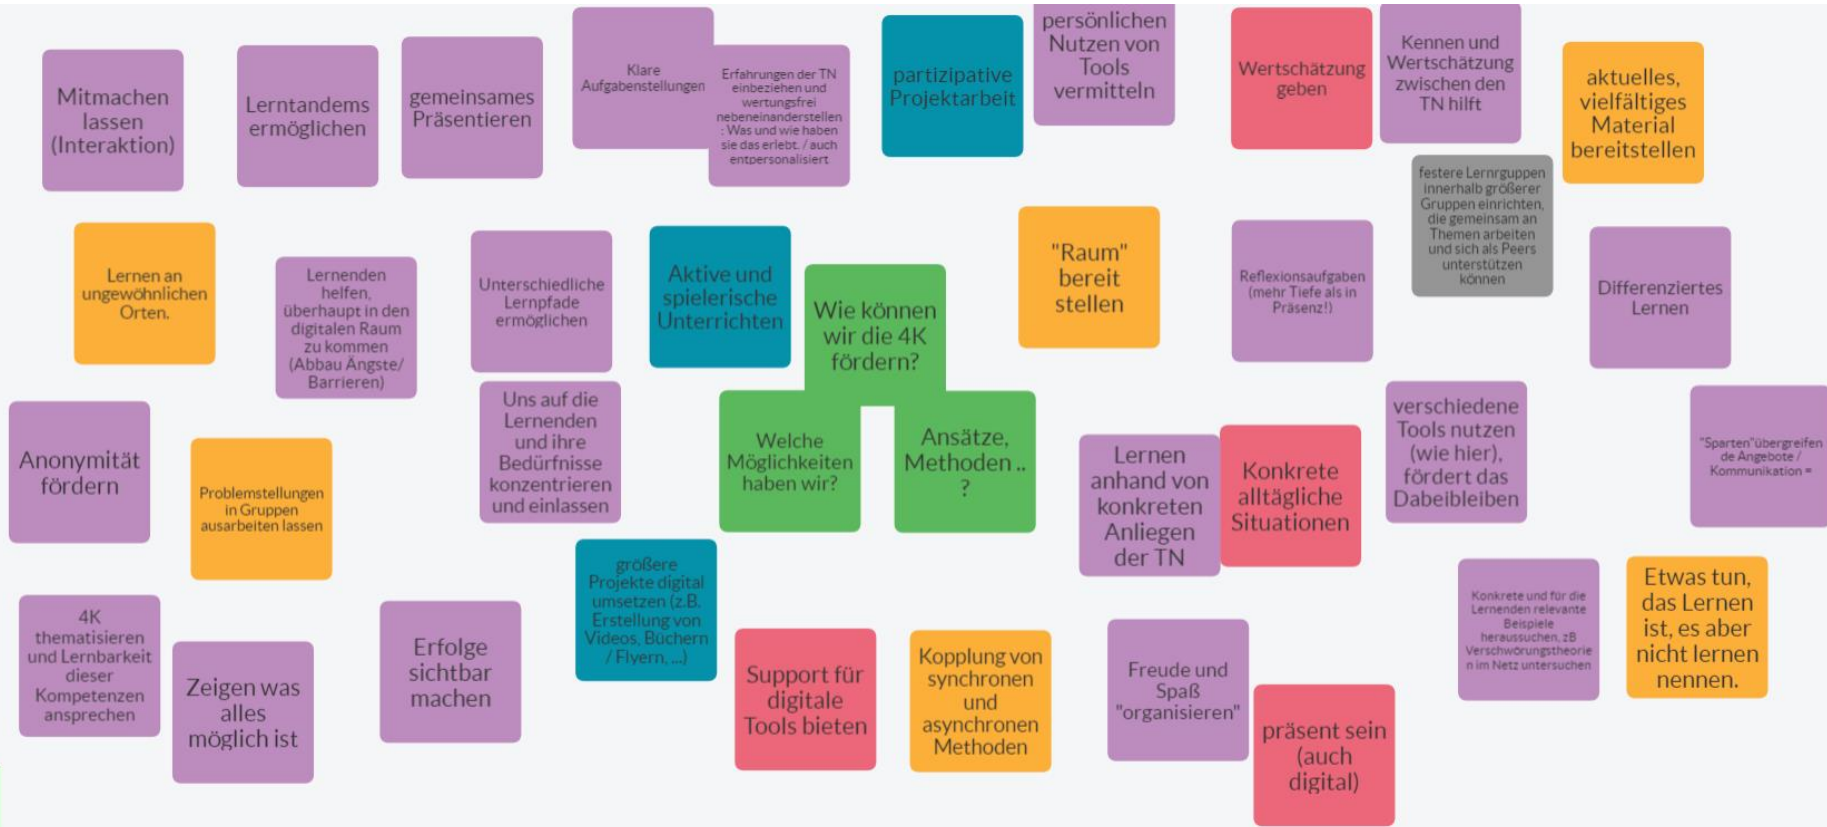 Mitmachen
lassen
(Interaktion)
Lerntandems
ermöglichen
gemeinsames
Präsentieren
Klare
Aufgabenstellungen
Erfahrungen der TN
einbeziehen und
wertungsfrei
nebeneinanderstellen
: Was und wie haben
sie das erlebt. / auch
entpersonalisiert
partizipative
Projektarbeit
persönlichen
Nutzen von
Tools
vermitteln
Wertschätzung
geben
Kennen und
Wertschätzung
zwischen den
TN hilft
aktuelles,
vielfältiges
Material
bereitstellen
festere Lernrguppen
innerhalb größerer
Gruppen einrichten,
die gemeinsam an
Themen arbeiten
und sich als Peers
unterstützen
können
Lernen an
ungewöhnlichen
Orten.
Lernenden
helfen,
überhaupt in den
digitalen Raum
zu kommen
(Abbau Ängste/
Barrieren)
Unterschiedliche
Lernpfade
ermöglichen
Aktive und
spielerische
Unterrichten
Wie können
wir die 4K
fördern?
"Raum"
bereit
stellen
Reflexionsaufgaben
(mehr Tiefe als in
Präsenz!)
Differenziertes
Lernen
Anonymität
fördern
Problemstellungen
in Gruppen
ausarbeiten lassen
Uns auf die
Lernenden
und ihre
Bedürfnisse
konzentrieren
und einlassen
Welche
Möglichkeiten
haben wir?
Ansätze,
Methoden ..
?
Lernen
anhand von
konkreten
Anliegen
der TN
Konkrete
alltägliche
Situationen
verschiedene
Tools nutzen
(wie hier),
fördert das
Dabeibleiben
"Sparten"übergreifen
de Angebote /
Kommunikation =
4K
thematisieren
und Lernbarkeit
dieser
Kompetenzen
ansprechen
Zeigen was
alles
möglich ist
Erfolge
sichtbar
machen
größere
Projekte digital
umsetzen (z.B.
Erstellung von
Videos, Büchern
/ Flyern, ...)
Support für
digitale
Tools bieten
Kopplung von
synchronen
und
asynchronen
Methoden
Freude und
Spaß
"organisieren"
präsent sein
(auch
digital)
Konkrete und für die
Lernenden relevante
Beispiele
heraussuchen, zB
Verschwörungstheorie
n im Netz untersuchen
Etwas tun,
das Lernen
ist, es aber
nicht lernen
nennen.